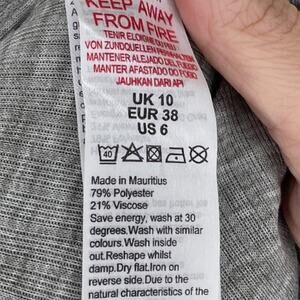 KEEP AWAY
FROM FIRE
TENIR ELOIGNE DU FEU
MANTENER ALEJADO DEL FUEGO
MANTER AFASTADO DO FOGO
JAUHKAN DARI API
UK 10
EUR 38
US 6
40
Made in Mauritius
79% Polyester
21% Viscose
Save energy, wash at 30
degrees.Wash with similar
colours.Wash inside
out.Reshape whilst
damp.Dry flat.Iron on
reverse side.Due to the
natural characteristics of the